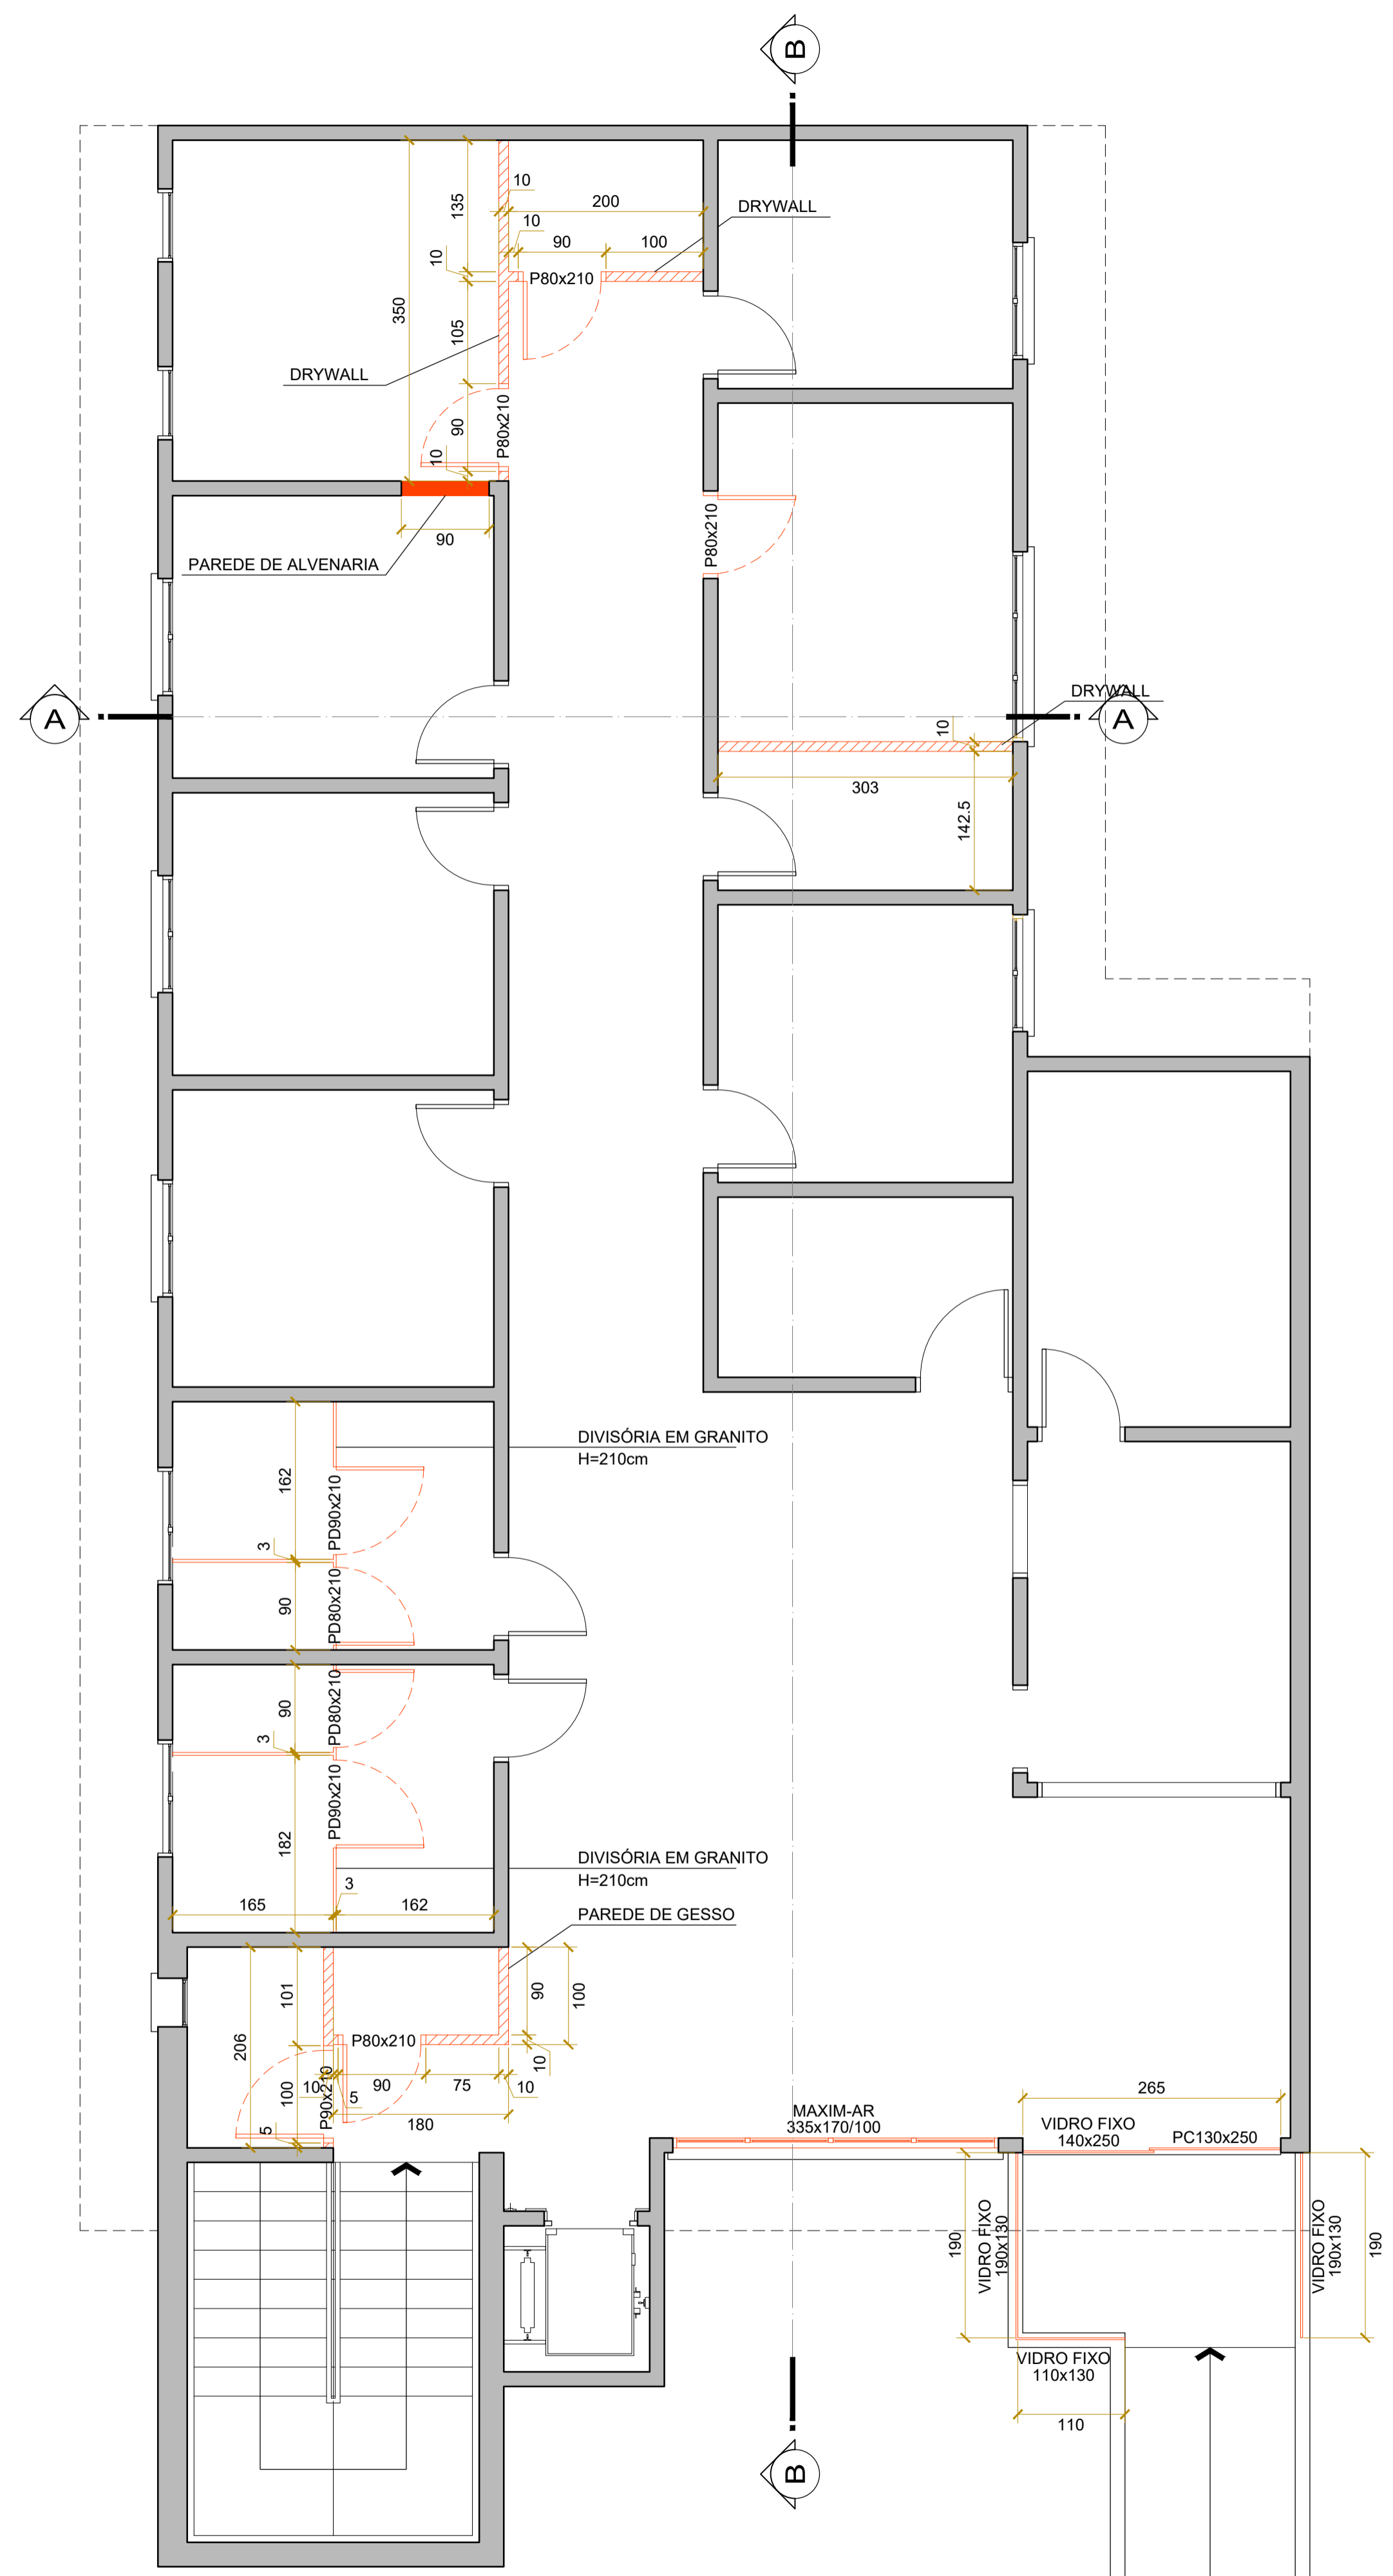 B
10
200
DRYWALL
135
10
90
100
10
P80x210
350
105
DRYWALL
P80x210
90
10
90
P80x210
PAREDE DE ALVENARIA
DRYWALL
A
A
10
303
142.5
DIVISÓRIA EM GRANITO
H=210cm
162
PD90x210
3
90
PD80x210
90
PD80x210
3
PD90x210
182
DIVISÓRIA EM GRANITO
H=210cm
3
165
162
PAREDE DE GESSO
101
90
100
206
P80x210
10
100
P90x210
10
90
75
10
5
5
180
265
MAXIM-AR
335x170/100
VIDRO FIXO
140x250
PC130x250
190
VIDRO FIXO
190x130
VIDRO FIXO
190x130
190
VIDRO FIXO
110x130
110
B